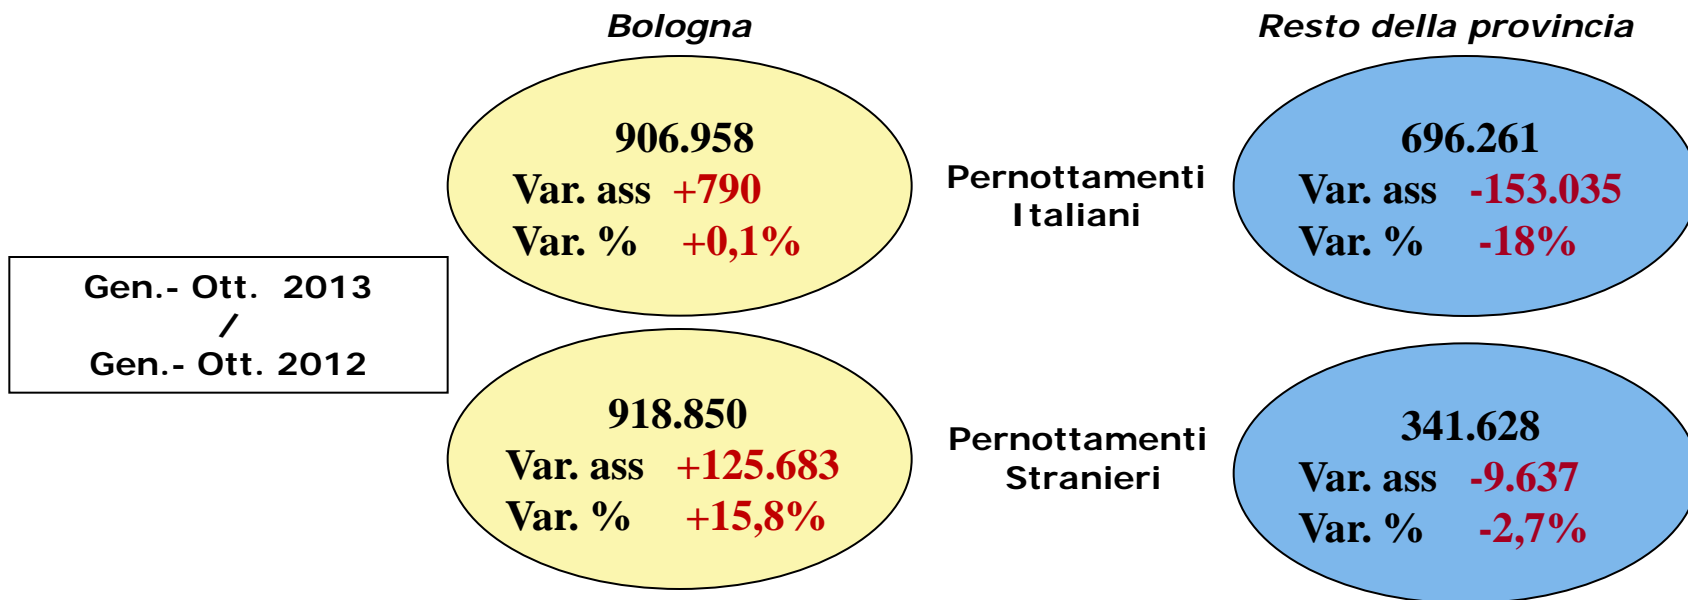 Bologna
Resto della provincia
906.958
Var. ass +790
Var. % +0,1%
Pernottamenti
Italiani
696.261
Var. ass -153.035
Var. % -18%
Gen.- Ott. 2013
/
Gen.- Ott. 2012
918.850
Var. ass +125.683
Var. % +15,8%
Pernottamenti
Stranieri
341.628
Var. ass -9.637
Var. % -2,7%